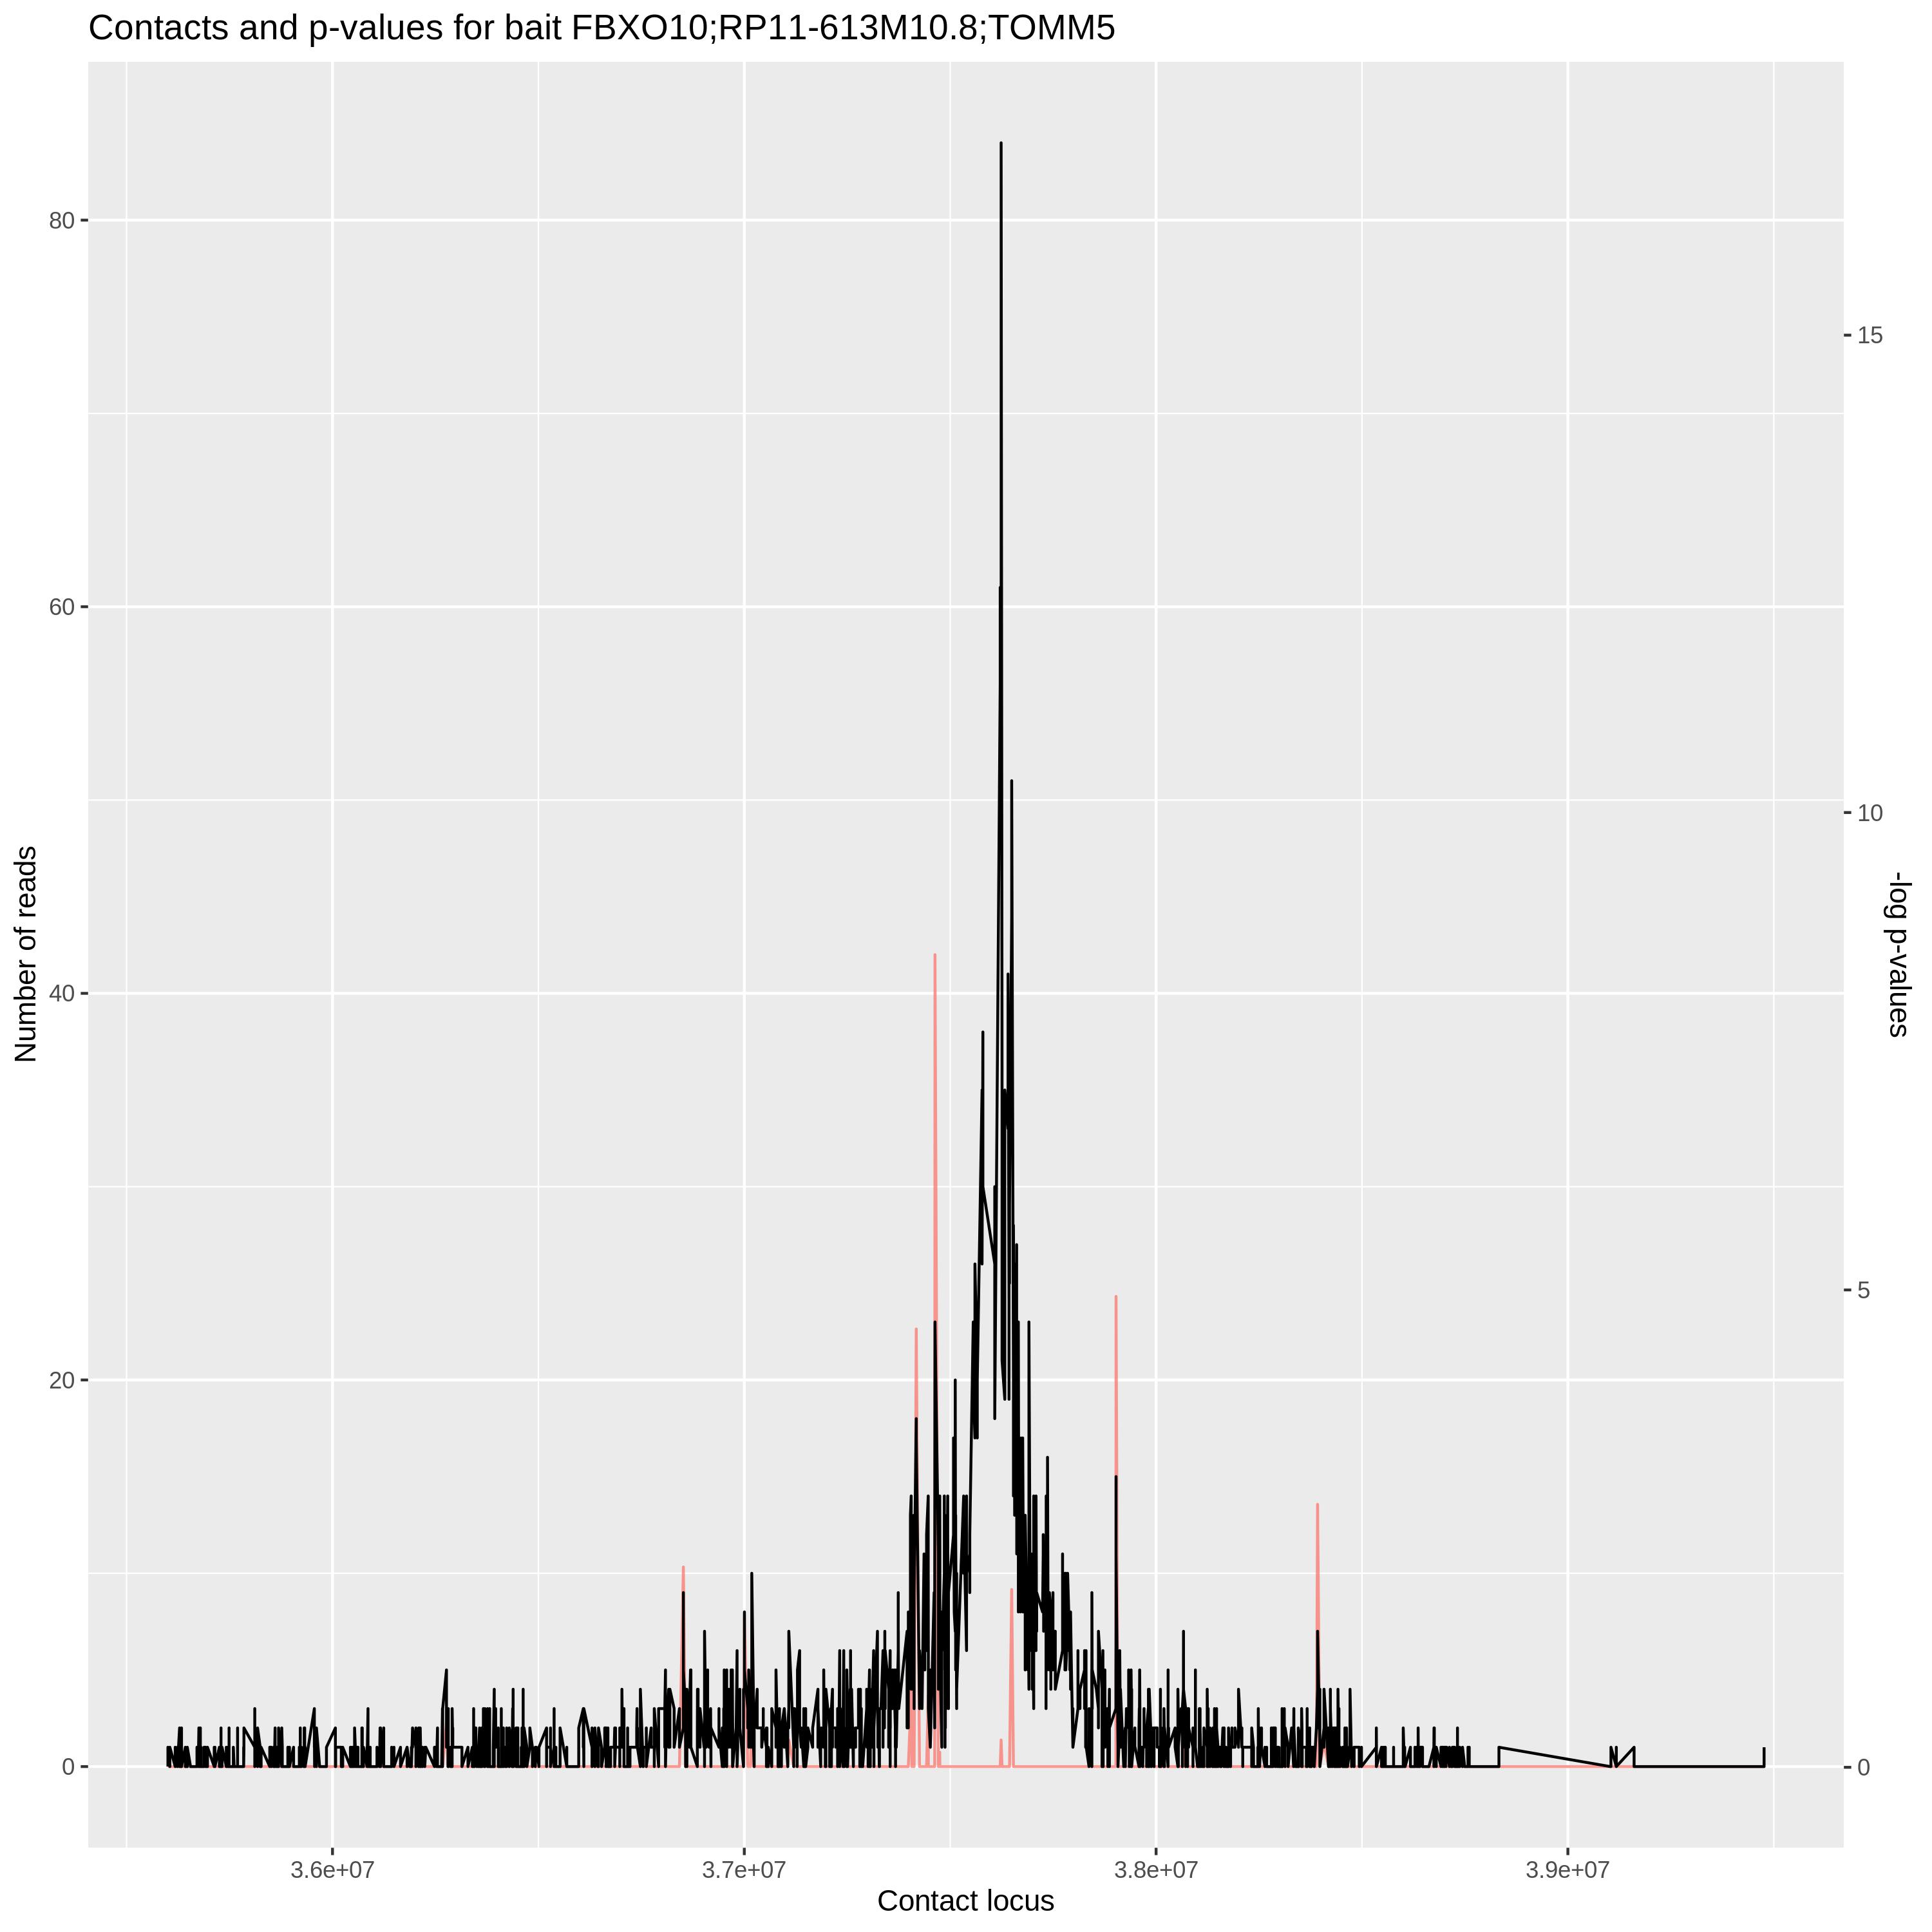 Contacts and p-values for bait FBXO10;RP11-613M10.8;TOMM5
80
60
40
20
0
Number of reads
15
10
5
0
-log p-values
3.6e+07 3.7e+07 3.8e+07 3.9e+07
Contact locus